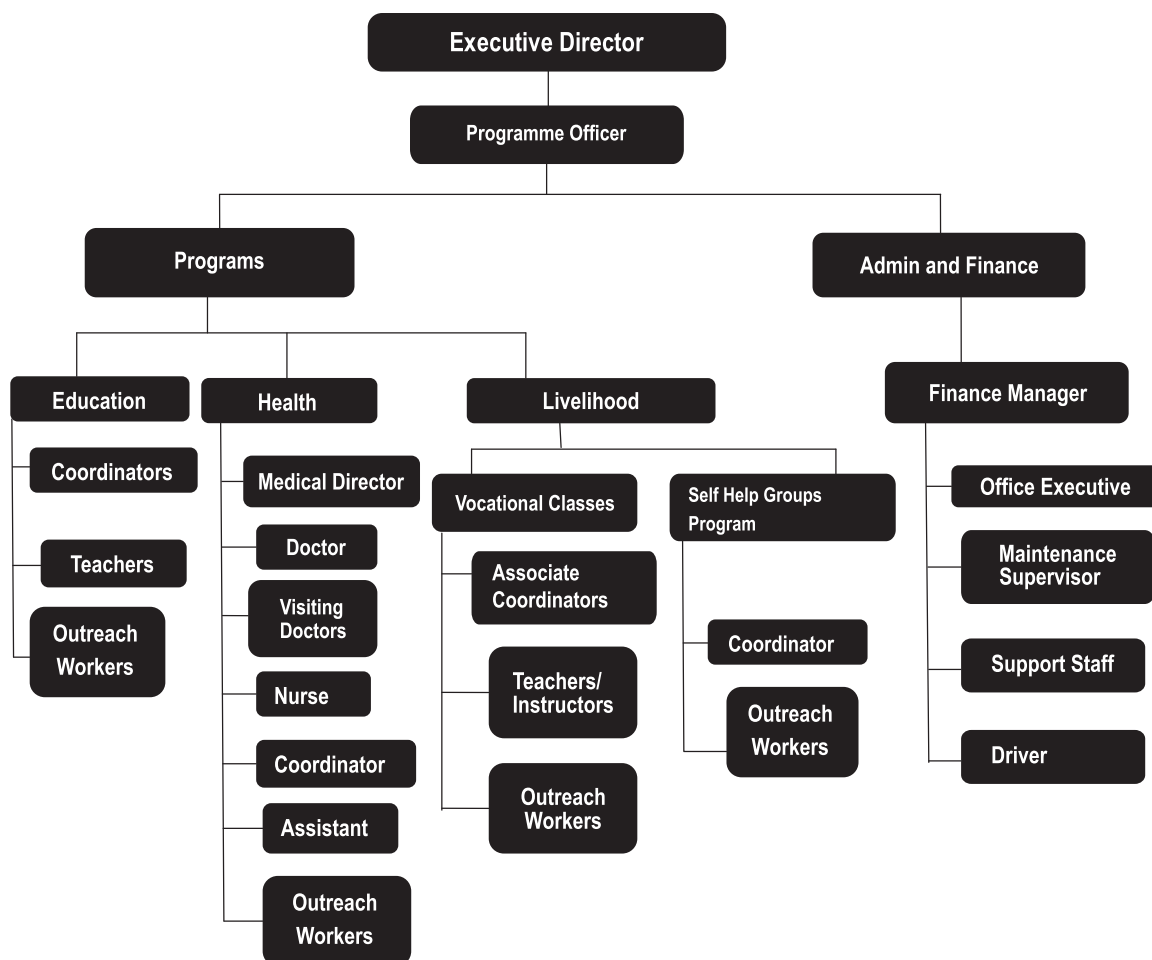 Executive Director
Programme Officer
Programs
Admin and Finance
Education
Health
Livelihood
Finance Manager
Coordinators
Teachers
Outreach
Workers
Medical Director
Doctor
Visiting
Doctors
Nurse
Coordinator
Assistant
Outreach
Workers
Vocational Classes
Associate
Coordinators
Teachers/
Instructors
Outreach
Workers
Self Help Groups
Program
Coordinator
Outreach
Workers
Office Executive
Maintenance
Supervisor
Support Staff
Driver